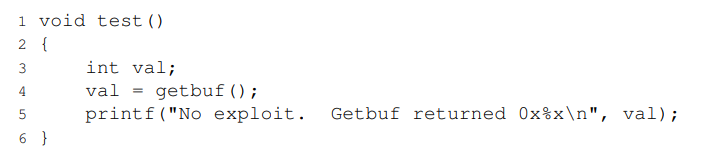 1 void test()
2 {
3     int val;
4     val = getbuf();
5     printf("No exploit.  Getbuf returned 0x%x\n", val);
6 }